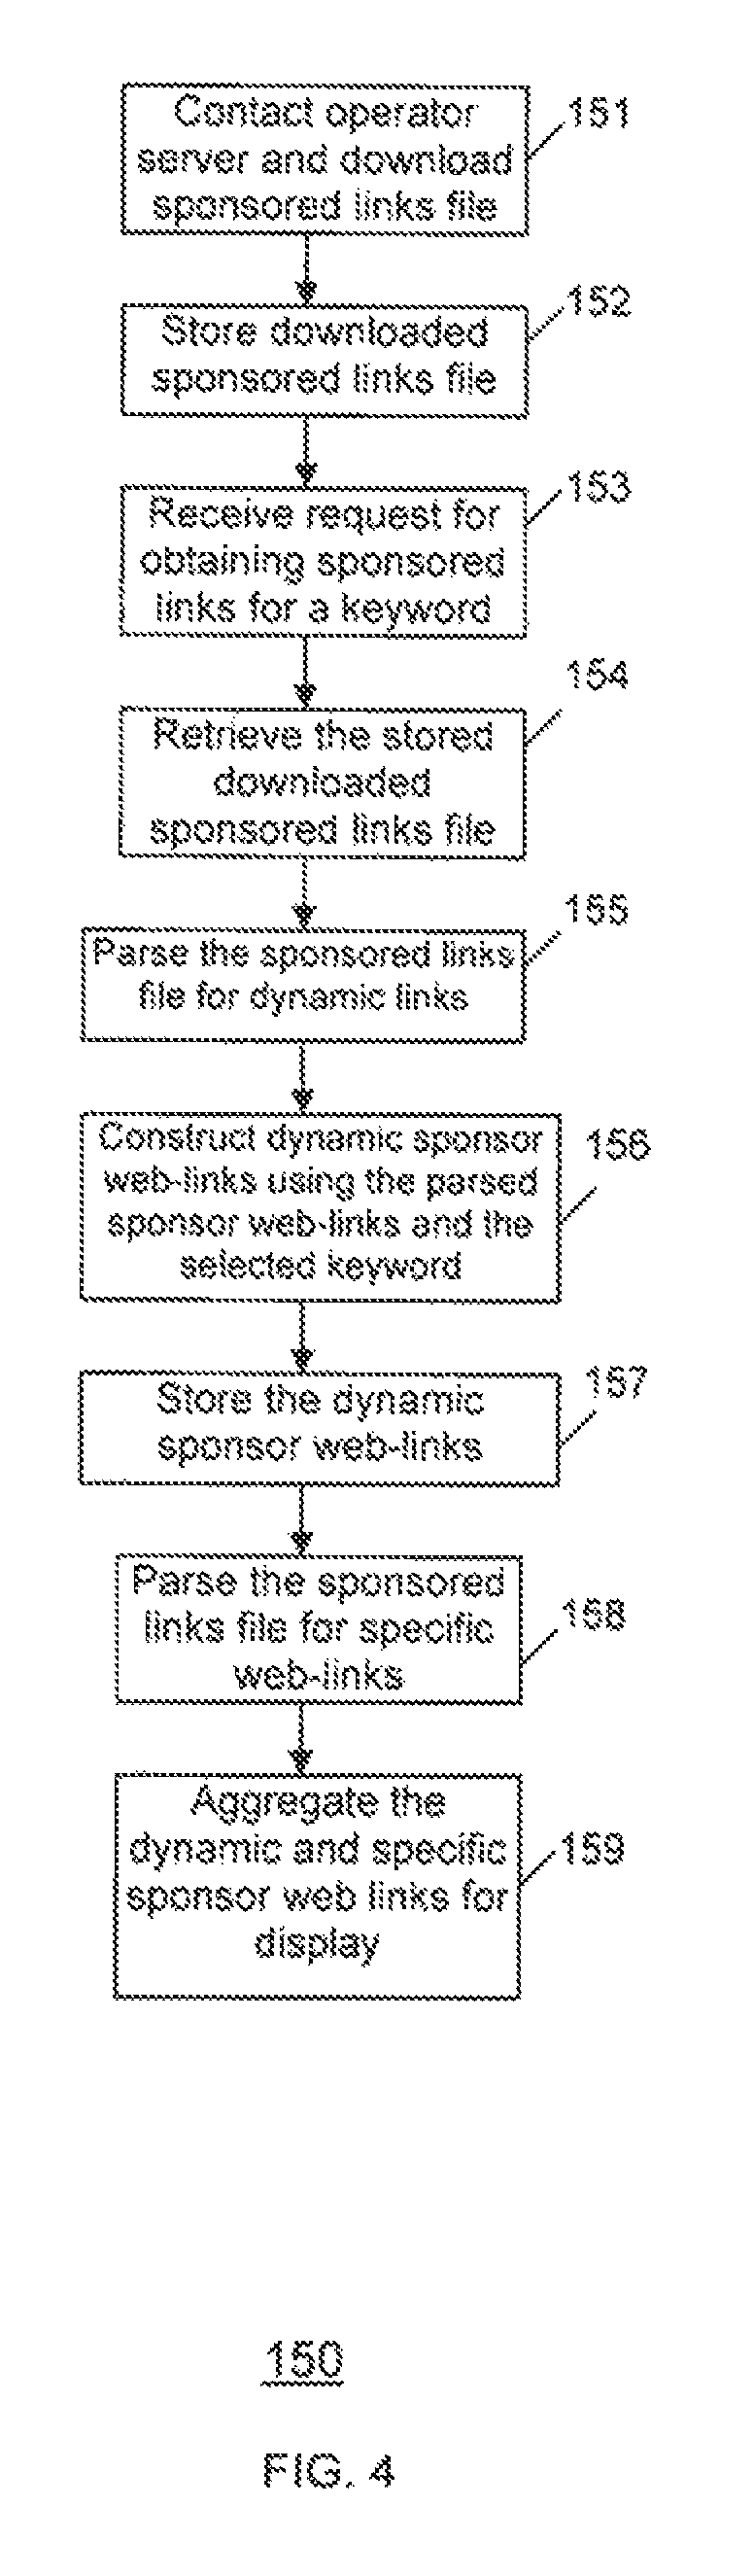 Contact operator
server and download
sponsored links file
151
Store downloaded
sponsored links file
152
Receive request for
obtaining sponsored
links for a keyword
153
Retrieve the stored
downloaded
sponsored links file
154
Parse the sponsored links
file for dynamic links
155
Construct dynamic sponsor
web-links using the parsed
sponsor web-links and the
selected keyword
156
Store the dynamic
sponsor web-links
157
Parse the sponsored
links file for specific
web-links
158
Aggregate the
dynamic and specific
sponsor web links for
display
159
150
FIG. 4